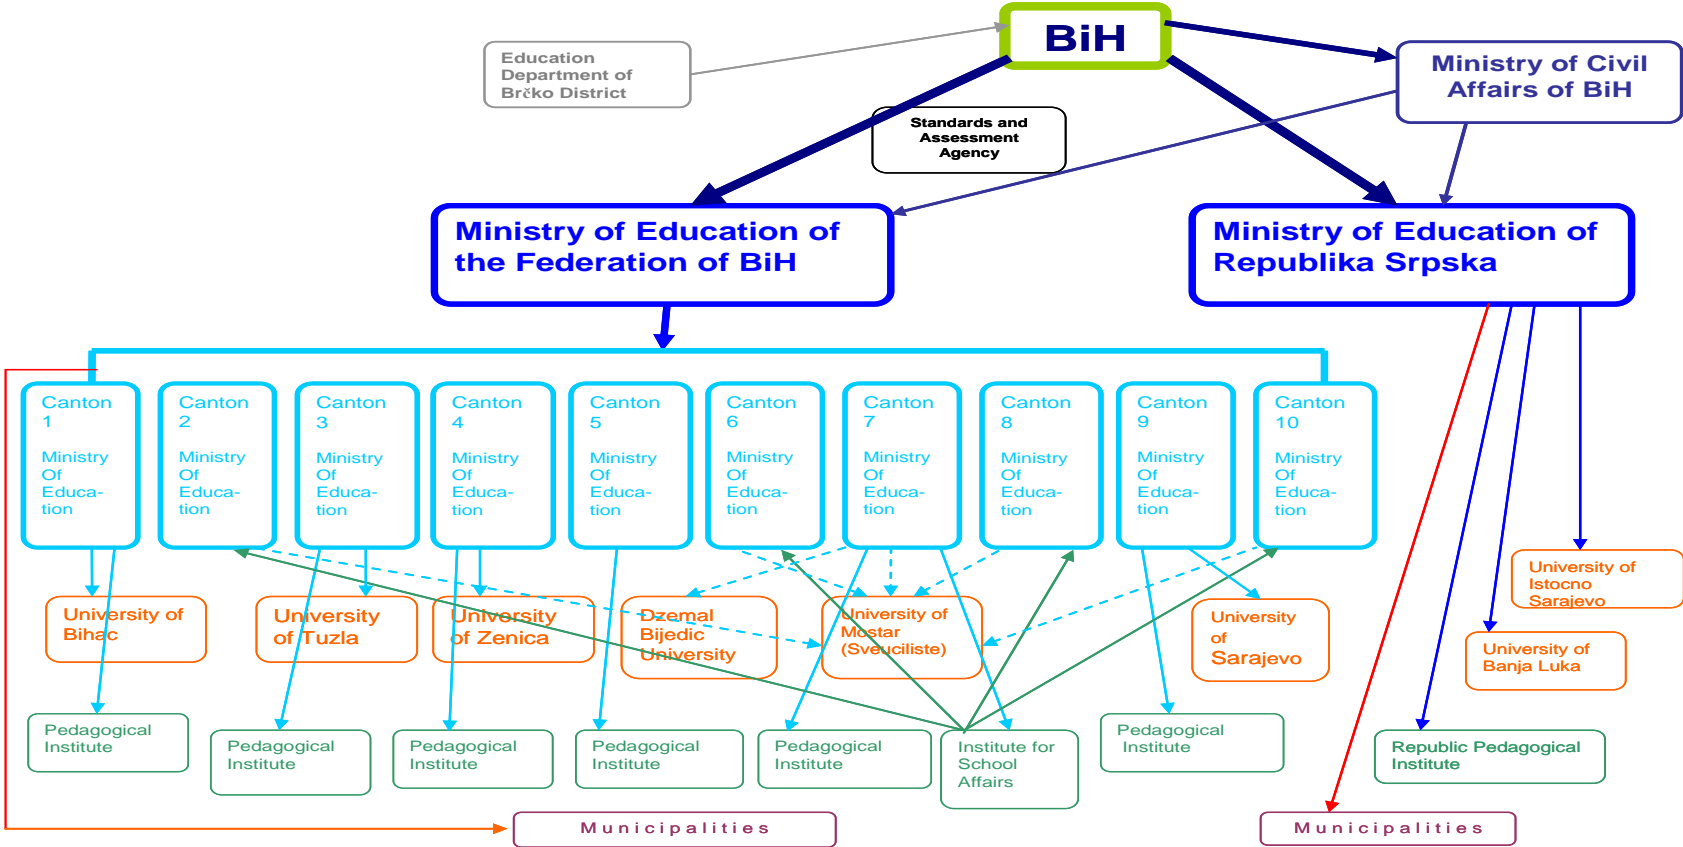 BiH
Education
Department of
Brčko District
Ministry of Civil
Affairs of BiH
Standards and
Assessment
Agency
Ministry of Education of
the Federation of BiH
Ministry of Education of
Republika Srpska
Canton
1
Ministry
Of
Educa-
tion
Canton
2
Ministry
Of
Educa-
tion
Canton
3
Ministry
Of
Educa-
tion
Canton
4
Ministry
Of
Educa-
tion
Canton
5
Ministry
Of
Educa-
tion
Canton
6
Ministry
Of
Educa-
tion
Canton
7
Ministry
Of
Educa-
tion
Canton
8
Ministry
Of
Educa-
tion
Canton
9
Ministry
Of
Educa-
tion
Canton
10
Ministry
Of
Educa-
tion
University of
Istocno
Sarajevo
University of
Bihac
University
of Tuzla
University
of Zenica
Dzemal
Bijedic
University
University of
Mostar
(Sveuciliste)
University
of
Sarajevo
University of
Banja Luka
Pedagogical
Institute
Pedagogical
Institute
Pedagogical
Institute
Pedagogical
Institute
Pedagogical
Institute
Institute for
School
Affairs
Pedagogical
Institute
Republic Pedagogical
Institute
Municipalities
Municipalities